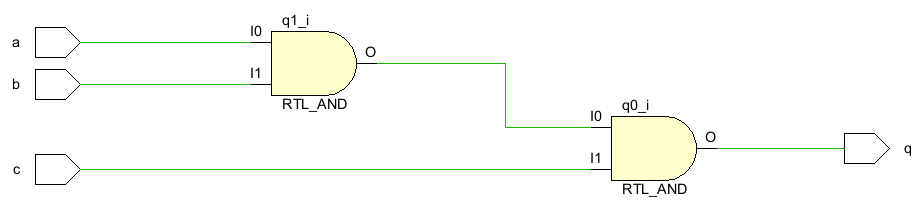 q1_i
a
I0
O
b
I1
RTL_AND
q0_i
I0
O
q
c
I1
RTL_AND